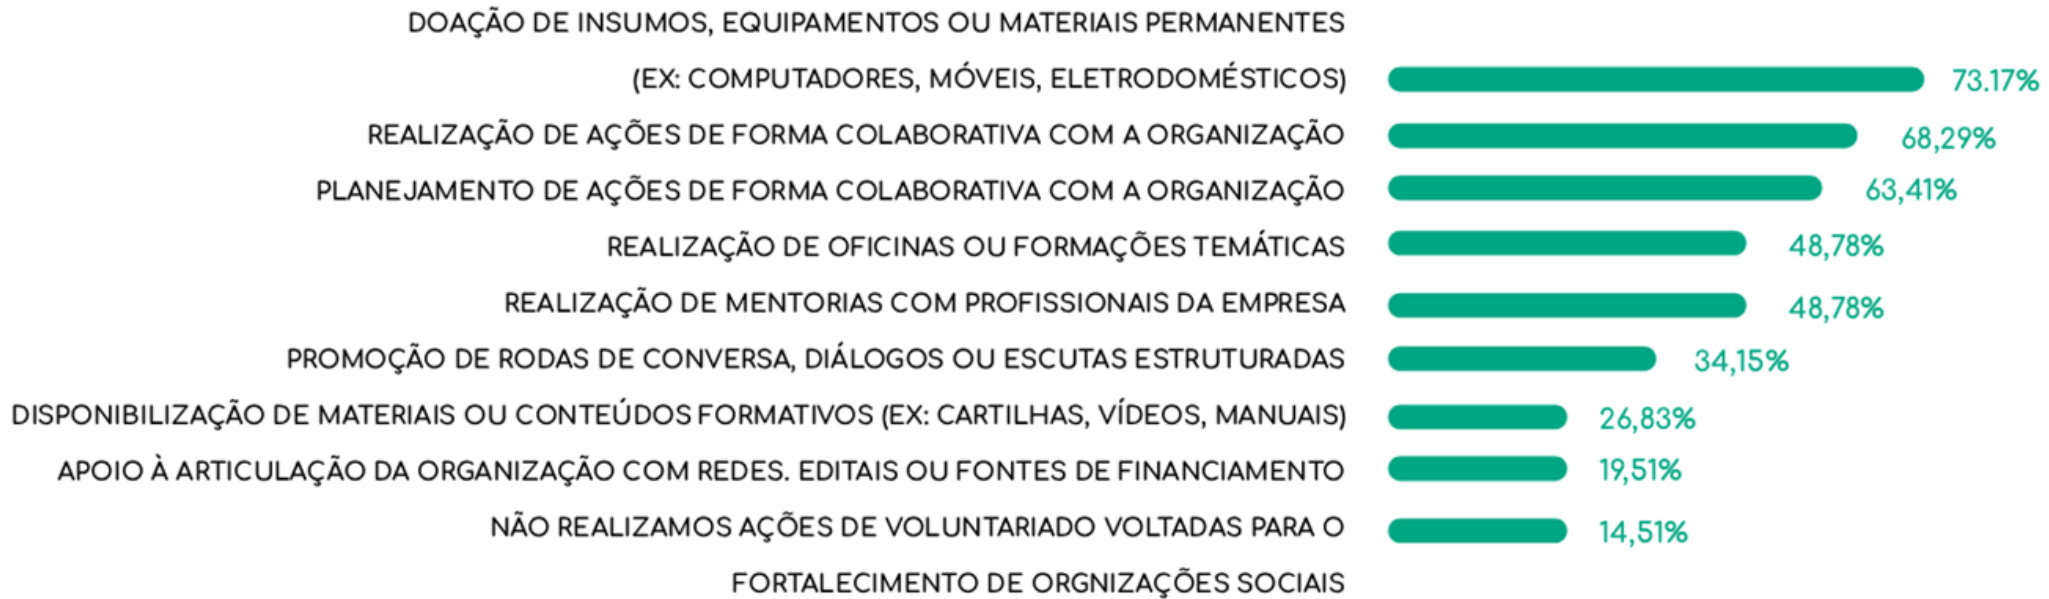 DOAÇÃO DE INSUMOS, EQUIPAMENTOS OU MATERIAIS PERMANENTES
(EX: COMPUTADORES, MÓVEIS, ELETRODOMÉSTICOS) 73.17%
REALIZAÇÃO DE AÇÕES DE FORMA COLABORATIVA COM A ORGANIZAÇÃO 68,29%
PLANEJAMENTO DE AÇÕES DE FORMA COLABORATIVA COM A ORGANIZAÇÃO 63,41%
REALIZAÇÃO DE OFICINAS OU FORMAÇÕES TEMÁTICAS 48,78%
REALIZAÇÃO DE MENTORIAS COM PROFISSIONAIS DA EMPRESA 48,78%
PROMOÇÃO DE RODAS DE CONVERSA, DIÁLOGOS OU ESCUTAS ESTRUTURADAS 34,15%
DISPONIBILIZAÇÃO DE MATERIAIS OU CONTEÚDOS FORMATIVOS (EX: CARTILHAS, VÍDEOS, MANUAIS) 26,83%
APOIO À ARTICULAÇÃO DA ORGANIZAÇÃO COM REDES. EDITAIS OU FONTES DE FINANCIAMENTO 19,51%
NÃO REALIZAMOS AÇÕES DE VOLUNTARIADO VOLTADAS PARA O 14,51%
FORTALECIMENTO DE ORGNIZAÇÕES SOCIAIS